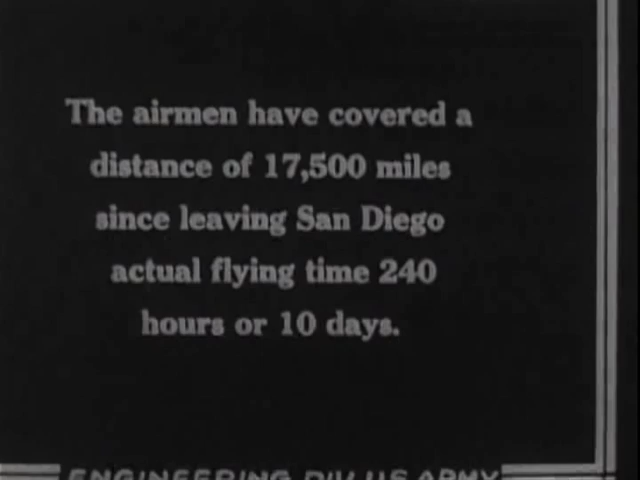 The airmen have covered a
distance of 17,500 miles
since leaving San Diego
actual flying time 240
hours or 10 days.
ENGINEERING DIV. U.S. ARMY